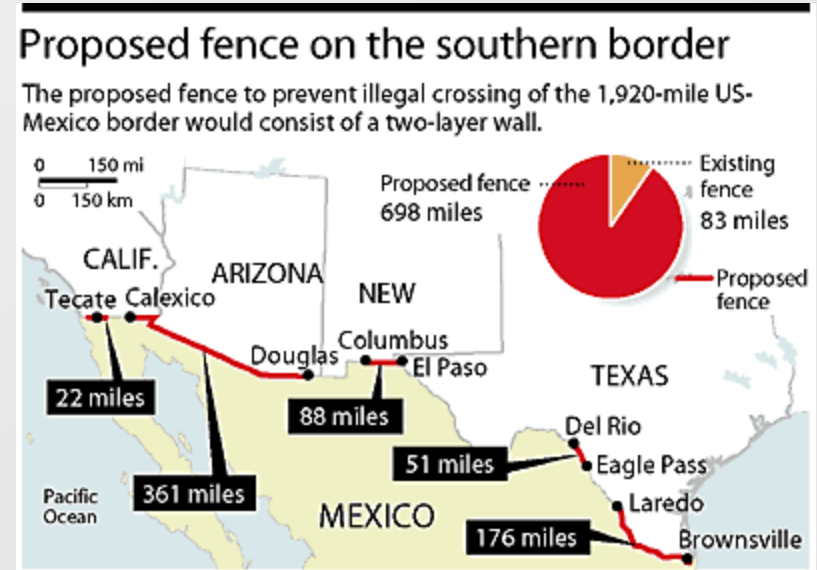 Proposed fence on the southern border
The proposed fence to prevent illegal crossing of the 1,920-mile US-
Mexico border would consist of a two-layer wall.
0 150 mi
0 150 km
Proposed fence
698 miles
Existing
fence
83 miles
Proposed
fence
CALIF.
ARIZONA
NEW
TEXAS
Tecate
Calexico
Douglas
Columbus
El Paso
22 miles
88 miles
361 miles
Del Rio
51 miles
Eagle Pass
Laredo
176 miles
Brownsville
Pacific
Ocean
MEXICO